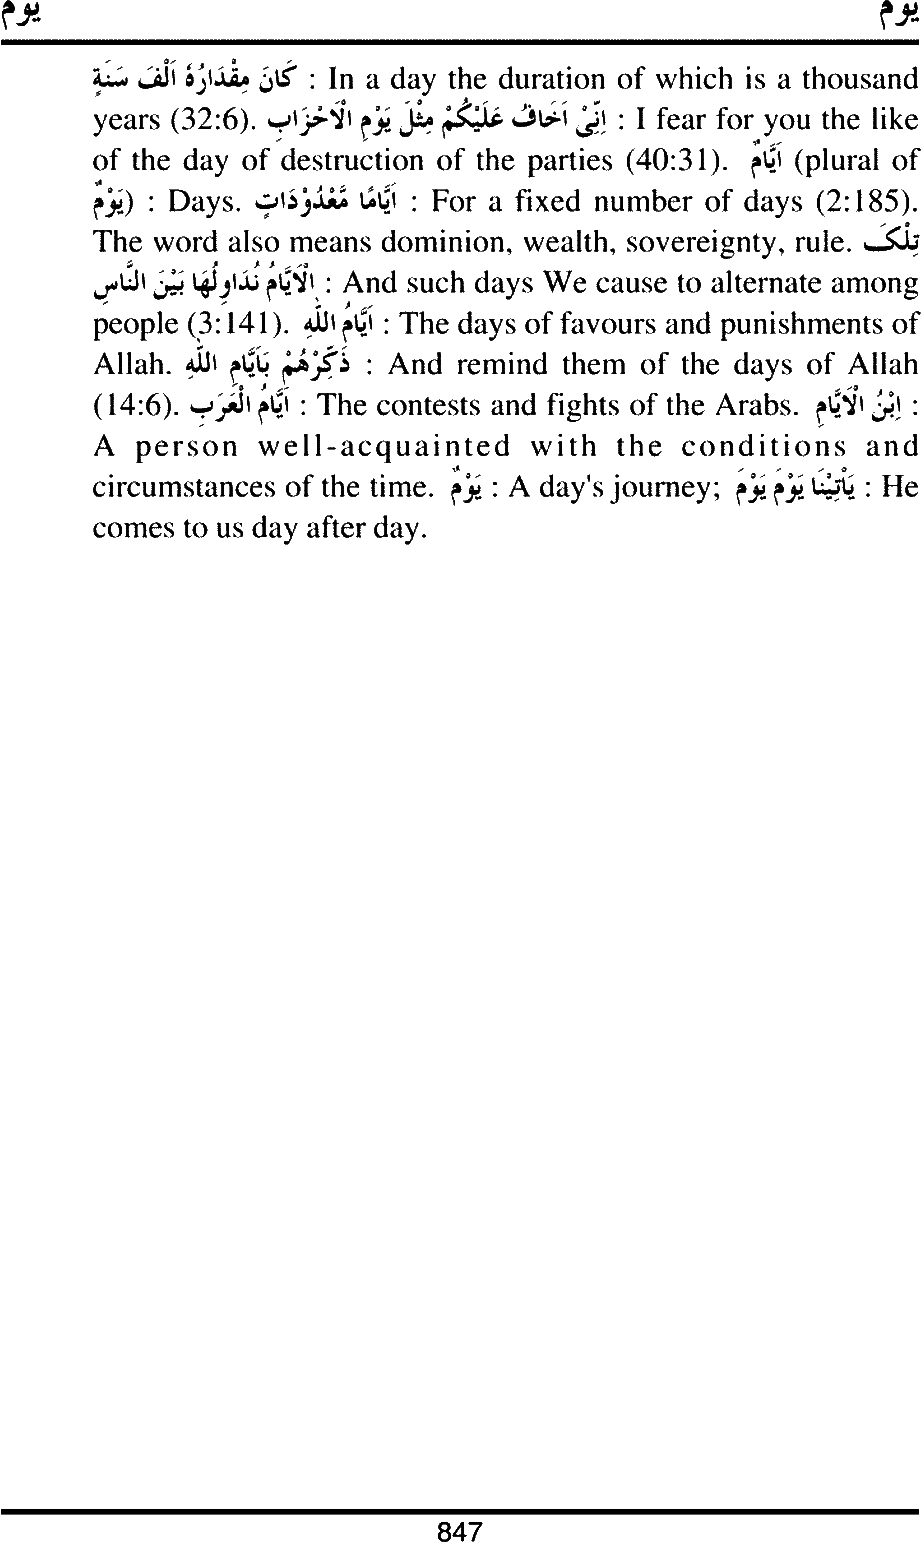 یوم یوم
كَانَ مِقْدَارُهٗ اَلْفَ سَنَةٍ : In a day the duration of which is a thousand
years (32:6). اِنِّیْ اَخَافُ عَلَيْكُمْ مِثْلَ يَوْمِ الْاَحْزَابِ : I fear for you the like
of the day of destruction of the parties (40:31). اَيَّامٌ (plural of
يَوْمٌ) : Days. اَيَّامًا مَّعْدُوْدَاتٍ : For a fixed number of days (2:185).
The word also means dominion, wealth, sovereignty, rule. تِلْکَ
الْاَيَّامُ نُدَاوِلُهَا بَيْنَ النَّاسِ : And such days We cause to alternate among
people (3:141). اَيَّامُ اللّٰهِ : The days of favours and punishments of
Allah. ذَكِّرْهُمْ بِاَيَّامِ اللّٰهِ : And remind them of the days of Allah
(14:6). اَيَّامُ الْعَرَبِ : The contests and fights of the Arabs. اِبْنُ الْاَيَّامِ :
A person well-acquainted with the conditions and
circumstances of the time. يَوْمٌ : A day's journey; يَأْتِيْنَا يَوْمَ يَوْمَ : He
comes to us day after day.
847